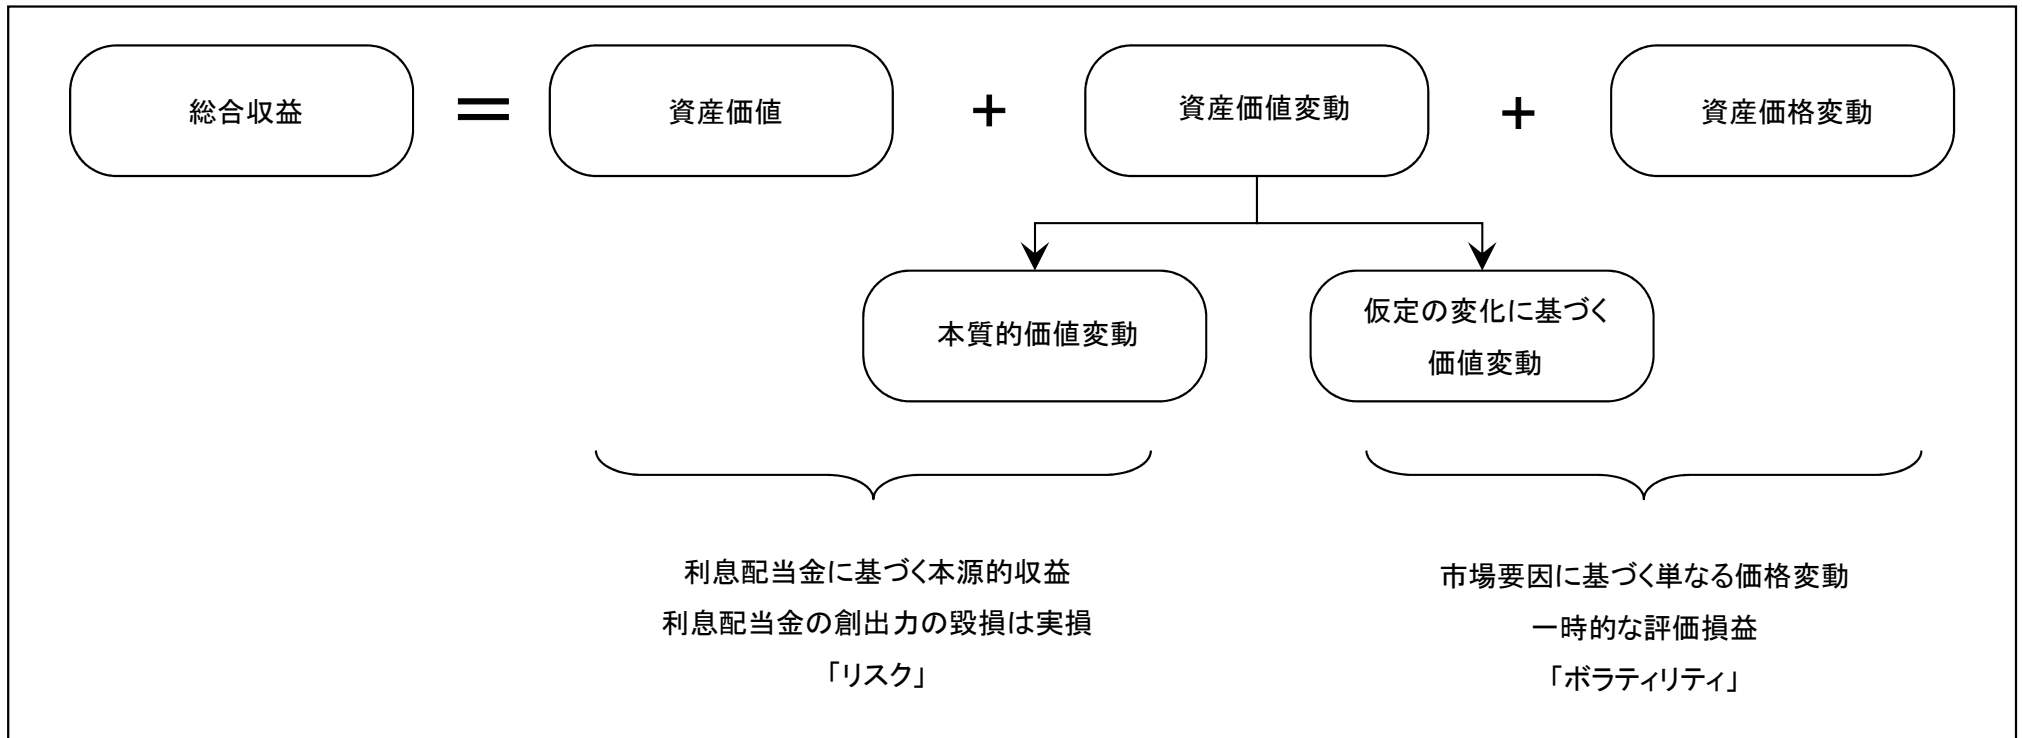 総合収益 = 資産価値 + 資産価値変動 + 資産価格変動
本質的価値変動
仮定の変化に基づく
価値変動
利息配当金に基づく本源的収益
利息配当金の創出力の毀損は実損
「リスク」
市場要因に基づく単なる価格変動
一時的な評価損益
「ボラティリティ」